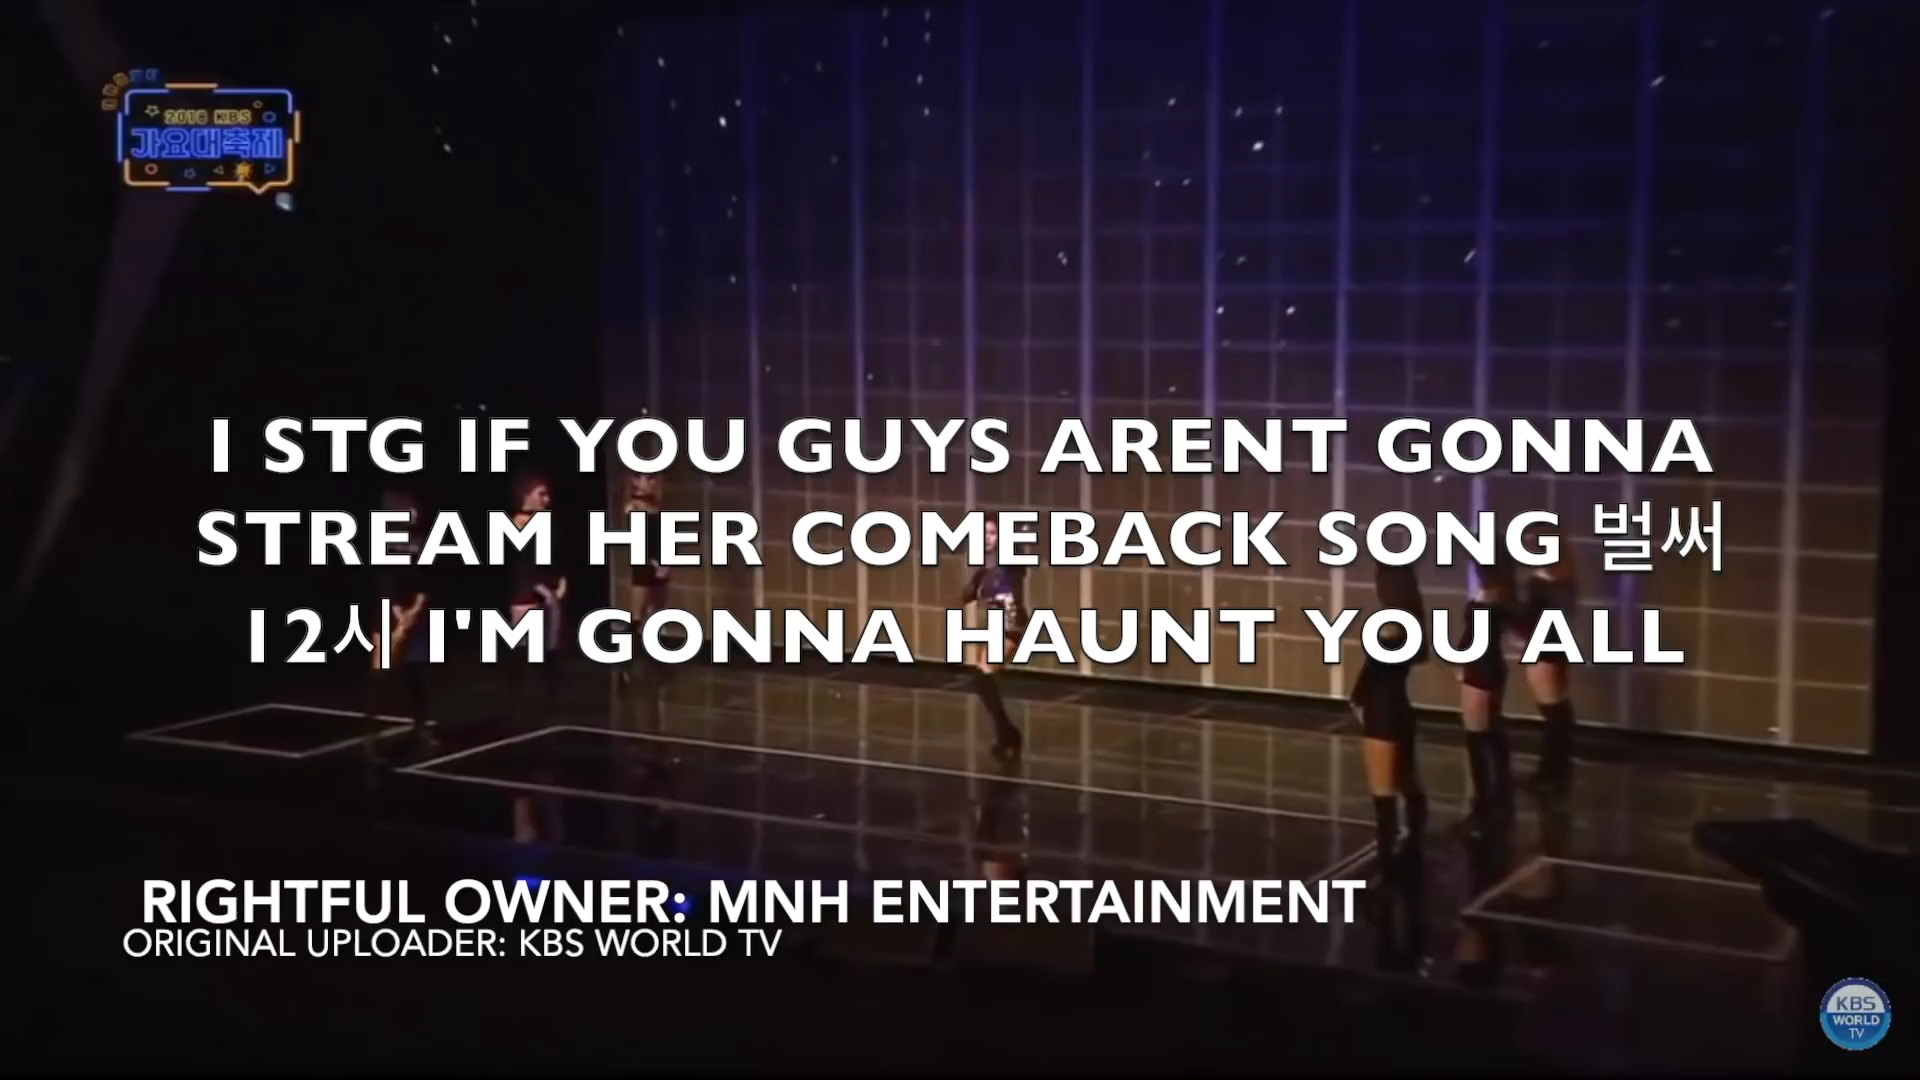 2018 KBS
가요대축제
I STG IF YOU GUYS ARENT GONNA
STREAM HER COMEBACK SONG 벌써
12시 I'M GONNA HAUNT YOU ALL
RIGHTFUL OWNER: MNH ENTERTAINMENT
ORIGINAL UPLOADER: KBS WORLD TV
KBS
WORLD
TV